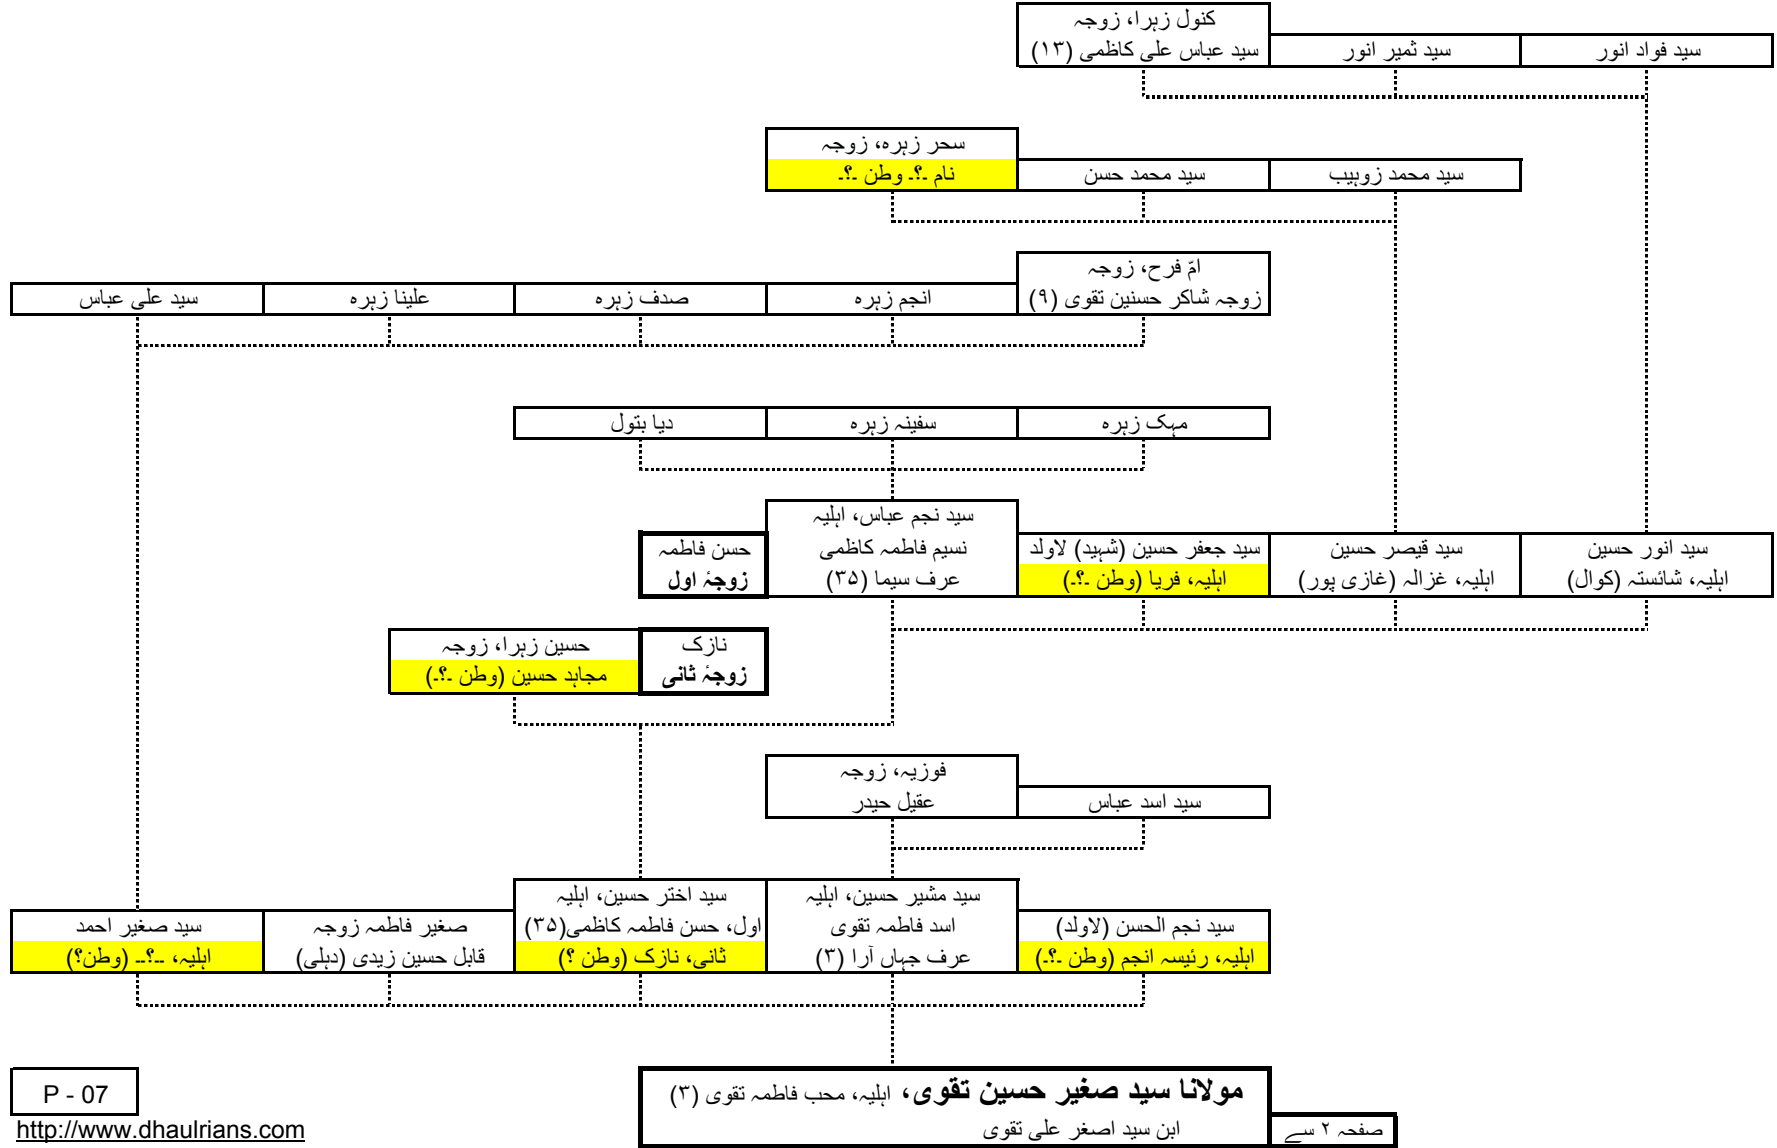 کنول زہرا، زوجہ
سید عباس علی کاظمی (۱۳)
سید ثمیر انور
سید فواد انور
سحر زہرہ، زوجہ
نام ۔؟۔ وطن ۔؟۔
سید محمد حسن
سید محمد زوہیب
امّ فرح، زوجہ
زوجہ شاکر حسنین تقوی (۹)
انجم زہرہ
صدف زہرہ
علینا زہرہ
سید علی عباس
مہک زہرہ
سفینہ زہرہ
دیا بتول
سید انور حسین
اہلیہ، شائستہ (کوال)
سید قیصر حسین
اہلیہ، غزالہ (غازی پور)
سید جعفر حسین (شہید) لاولد
اہلیہ، فریا (وطن ۔؟۔)
سید نجم عباس، اہلیہ
نسیم فاطمہ کاظمی
عرف سیما (۳۵)
حسن فاطمہ
زوجۂ اول
نازک
زوجۂ ثانی
حسین زہرا، زوجہ
مجاہد حسین (وطن ۔؟۔)
فوزیہ، زوجہ
عقیل حیدر
سید اسد عباس
سید نجم الحسن (لاولد)
اہلیہ، رئیسہ انجم (وطن ۔؟۔)
سید مشیر حسین، اہلیہ
اسد فاطمہ تقوی
عرف جہاں آرا (۳)
سید اختر حسین، اہلیہ
اول، حسن فاطمہ کاظمی(۳۵)
ثانی، نازک (وطن ؟)
صغیر فاطمہ زوجہ
قابل حسین زیدی (دہلی)
سید صغیر احمد
اہلیہ، ۔۔؟۔۔ (وطن؟)
مولانا سید صغیر حسین تقوی، اہلیہ، محب فاطمہ تقوی (۳)
ابن سید اصغر علی تقوی
صفحہ ۲ سے
P - 07
http://www.dhaulrians.com